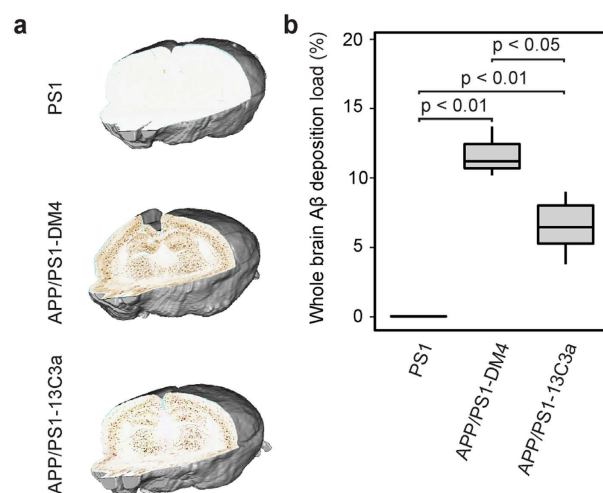 a
PS1
APP/PS1-DM4
APP/PS1-13C3a
b
Whole brain Aβ deposition load (%)
20
15
10
5
0
p < 0.05
p < 0.01
p < 0.01
PS1
APP/PS1-DM4
APP/PS1-13C3a